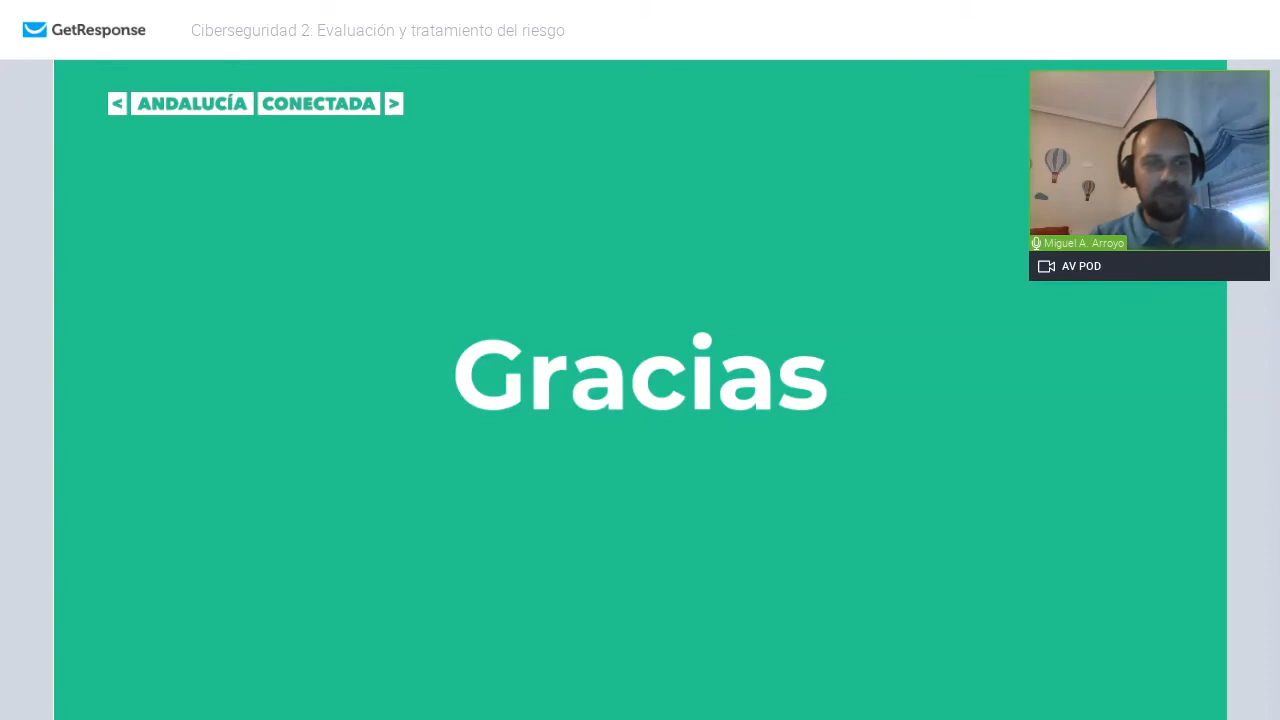 GetResponse
Ciberseguridad 2: Evaluación y tratamiento del riesgo
< ANDALUCÍA CONECTADA >
Miguel A. Arroyo
AV POD
Gracias